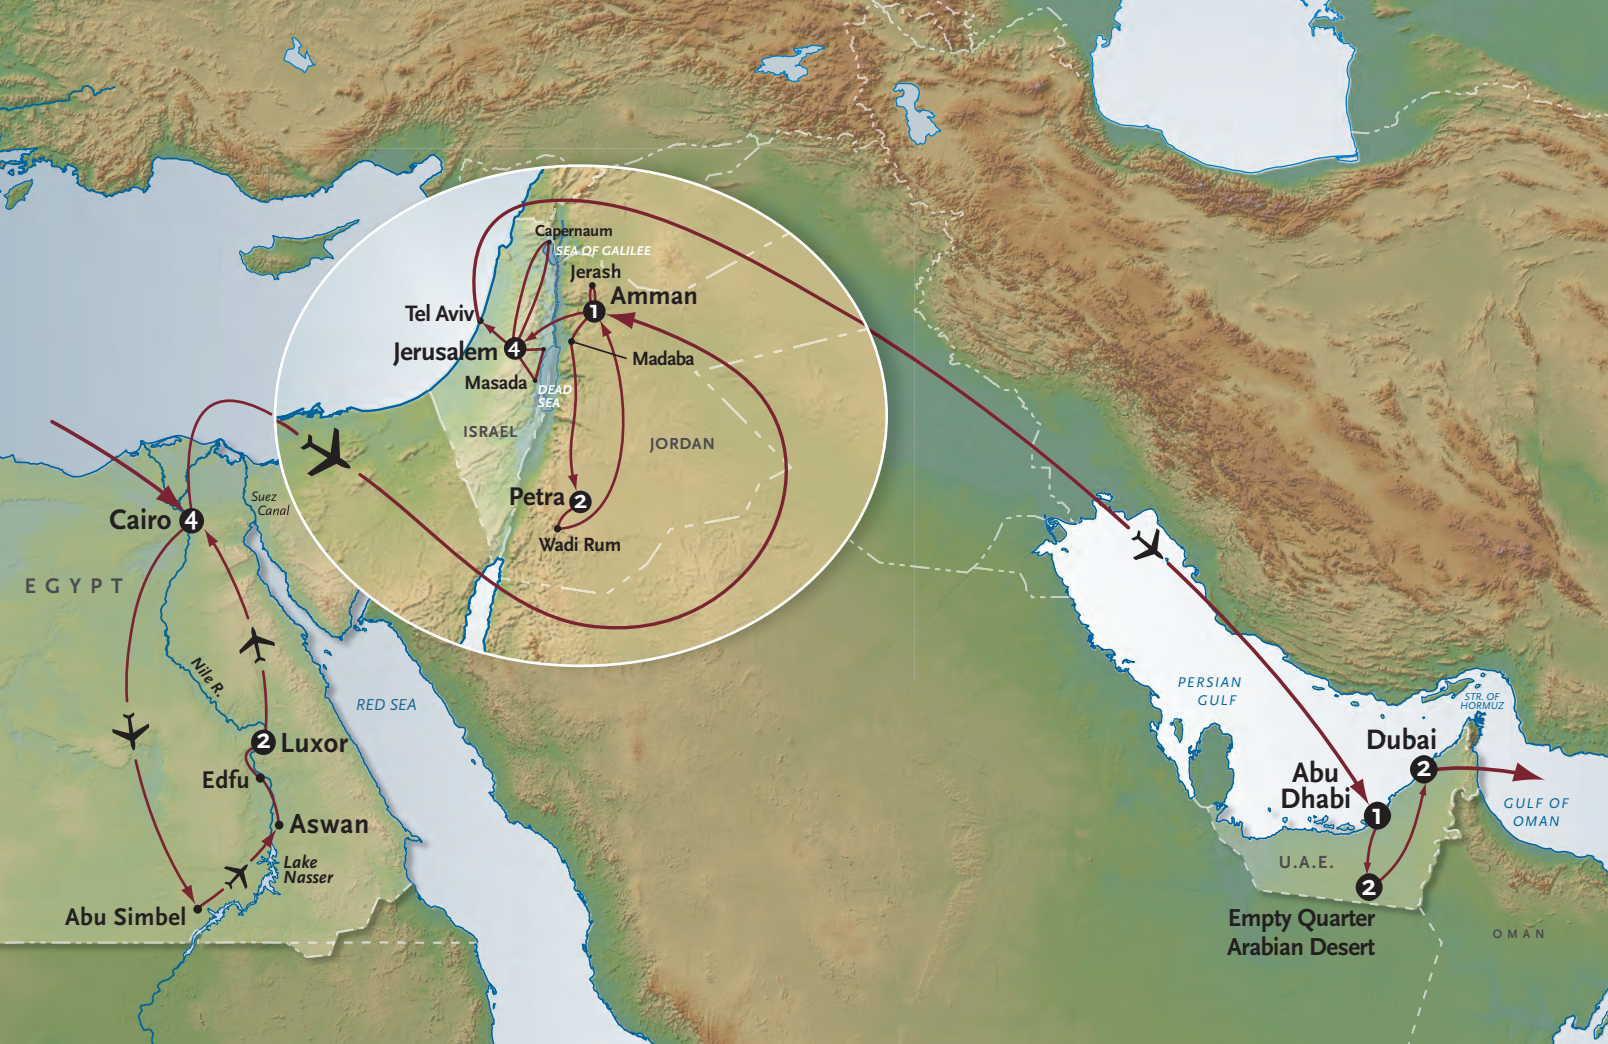 Capernaum
SEA OF GALILEE
Jerash
Amman
1
Tel Aviv
Jerusalem
4
Madaba
Masada
DEAD
SEA
ISRAEL
JORDAN
Petra
2
Wadi Rum
Suez
Canal
Cairo
4
EGYPT
Nile R.
RED SEA
2
Luxor
Edfu
Aswan
Lake
Nasser
Abu Simbel
PERSIAN
GULF
STR. OF
HORMUZ
Dubai
2
Abu
Dhabi
1
GULF OF
OMAN
U.A.E.
2
Empty Quarter
Arabian Desert
OMAN